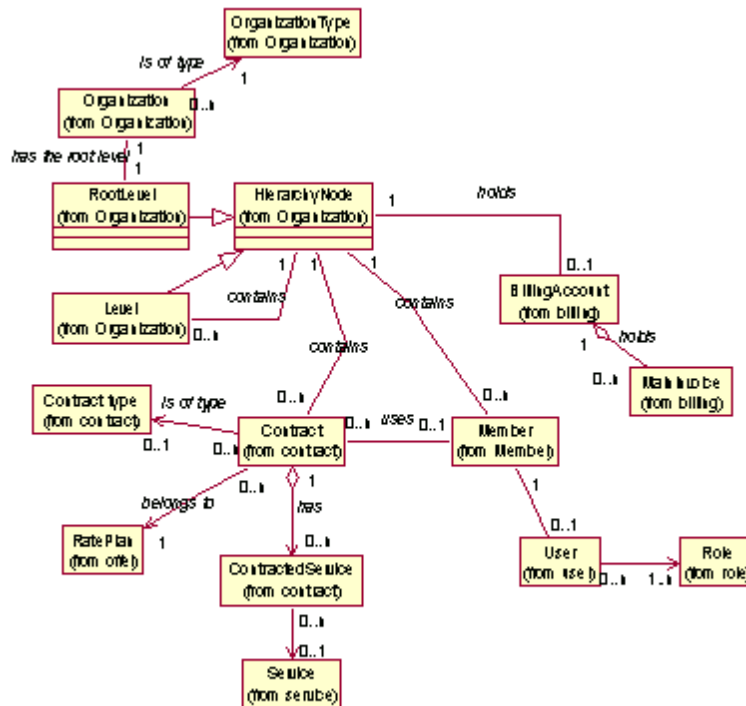 OrganizationType
(from Organization)
is of type
1
0..n
Organization
(from Organization)
1
has the root level
1
RootLevel
(from Organization)
HierarchyNode
(from Organization)
1
holds
0..1
BillingAccount
(from billing)
1
holds
0..n
MainInvoice
(from billing)
1
1
1
contains
contains
contains
Level
(from Organization)
0..n
0..n
0..n
Contract type
(from contract)
is of type
0..1
0..n
Contract
(from contract)
0..n
uses
0..1
Member
(from Member)
0..n
1
1
belongs to
has
0..1
RatePlan
(from offer)
1
0..n
ContractedService
(from contract)
User
(from user)
0..n
1..n
Role
(from role)
0..n
0..1
Service
(from service)